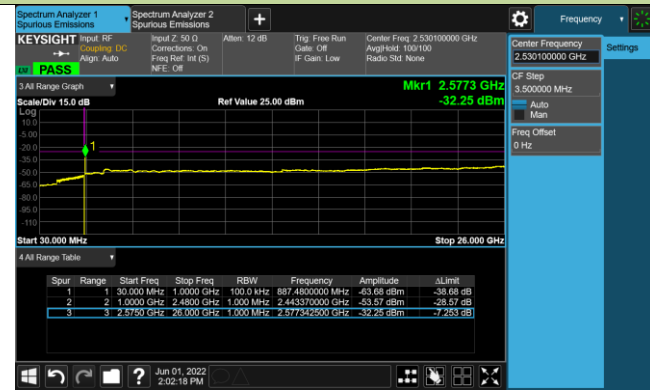 Spectrum Analyzer 1
Spurious Emissions
Spectrum Analyzer 2
Spurious Emissions
+
Frequency
KEYSIGHT
Input: RF
Coupling: DC
Align: Auto
Input Z: 50 Ω
Corrections: On
Freq Ref: Int (S)
NFE: Off
Atten: 12 dB
Trig: Free Run
Gate: Off
IF Gain: Low
Center Freq: 2.530100000 GHz
Avg|Hold: 100/100
Radio Std: None
PASS
Center Frequency
2.530100000 GHz
Settings
CF Step
3.500000 MHz
Auto
Man
Freq Offset
0 Hz
3 All Range Graph
Mkr1 2.5773 GHz
-32.25 dBm
Scale/Div 15.0 dB
Ref Value 25.00 dBm
Log
10.0
-5.00
-20.0
-35.0
-50.0
-65.0
-80.0
-95.0
-110
1
Start 30.000 MHz
Stop 26.000 GHz
4 All Range Table
Spur Range Start Freq Stop Freq RBW Frequency Amplitude ΔLimit
1 1 30.000 MHz 1.0000 GHz 100.0 kHz 887.4800000 MHz -63.68 dBm -38.68 dB
2 2 1.0000 GHz 2.4800 GHz 1.000 MHz 2.443370000 GHz -53.57 dBm -28.57 dB
3 3 2.5750 GHz 26.000 GHz 1.000 MHz 2.577342500 GHz -32.25 dBm -7.253 dB
?
Jun 01, 2022
2:02:18 PM